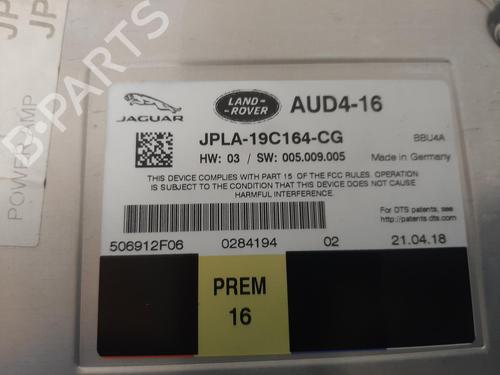 JAGUAR
LAND-
ROVER
AUD4-16
JPLA-19C164-CG
BBU4A
HW: 03 / SW: 005.009.005
Made in Germany
THIS DEVICE COMPLIES WITH PART 15 OF THE FCC RULES. OPERATION
IS SUBJECT TO THE CONDITION THAT THIS DEVICE DOES NOT CAUSE
HARMFUL INTERFERENCE.
For DTS patents, see
http://patents.dts.com
506912F06 0284194 02 21.04.18
PREM
16
JP
POWER AMP
B-Parts